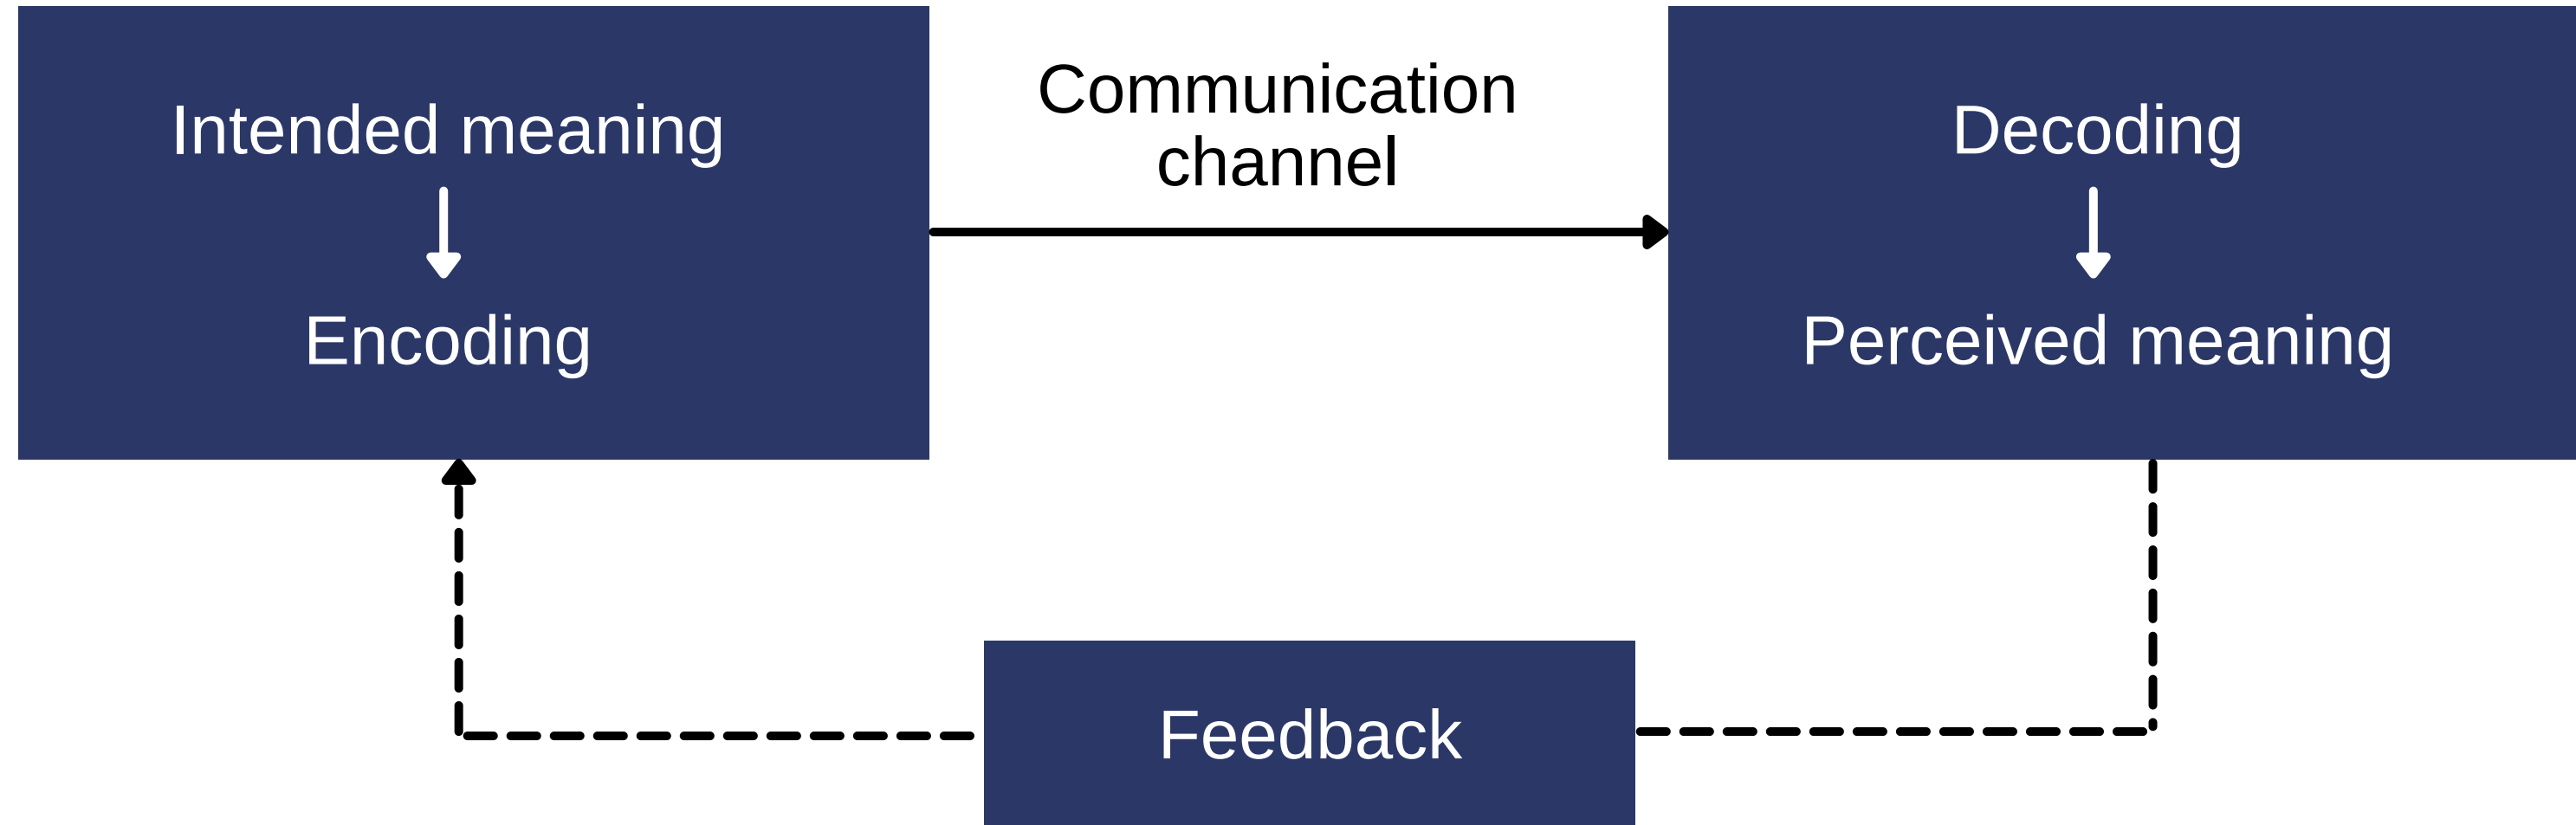 Intended meaning
Encoding
Communication
channel
Decoding
Perceived meaning
Feedback